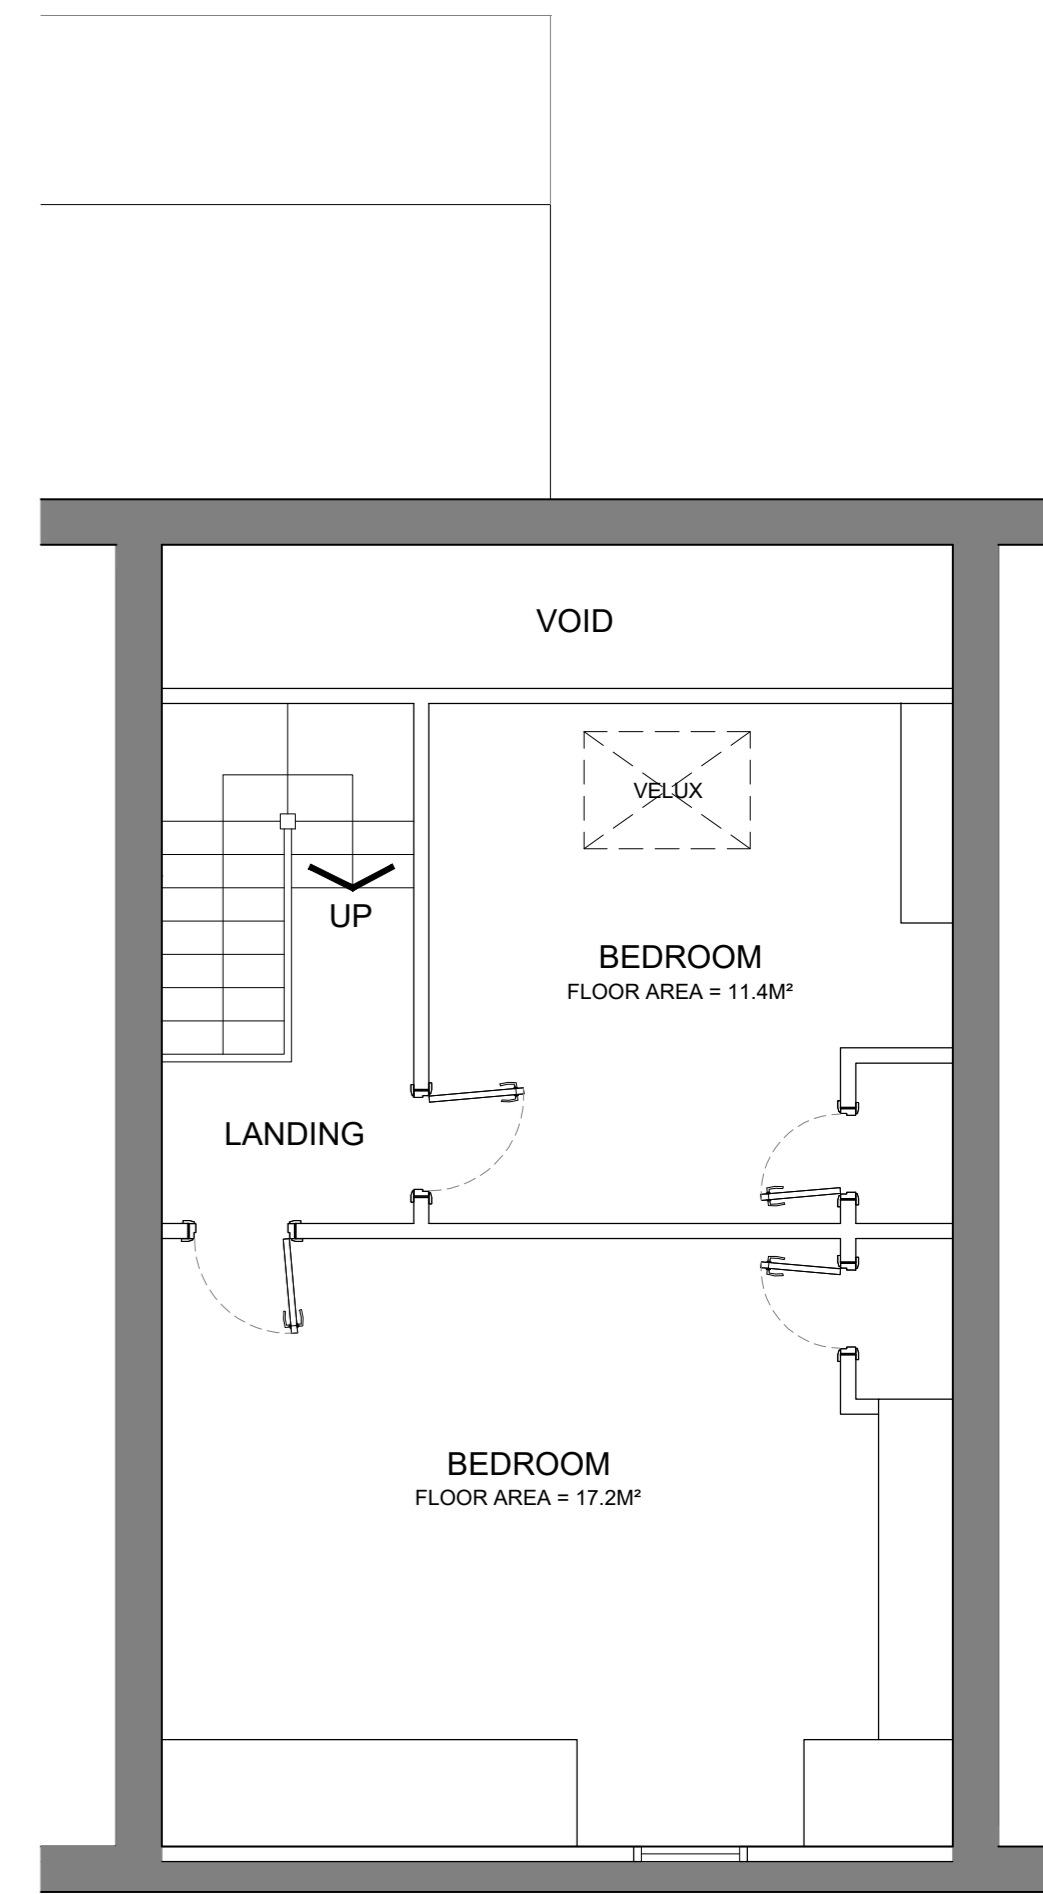 VOID
VELUX
UP
BEDROOM
FLOOR AREA = 11.4M²
LANDING
BEDROOM
FLOOR AREA = 17.2M²